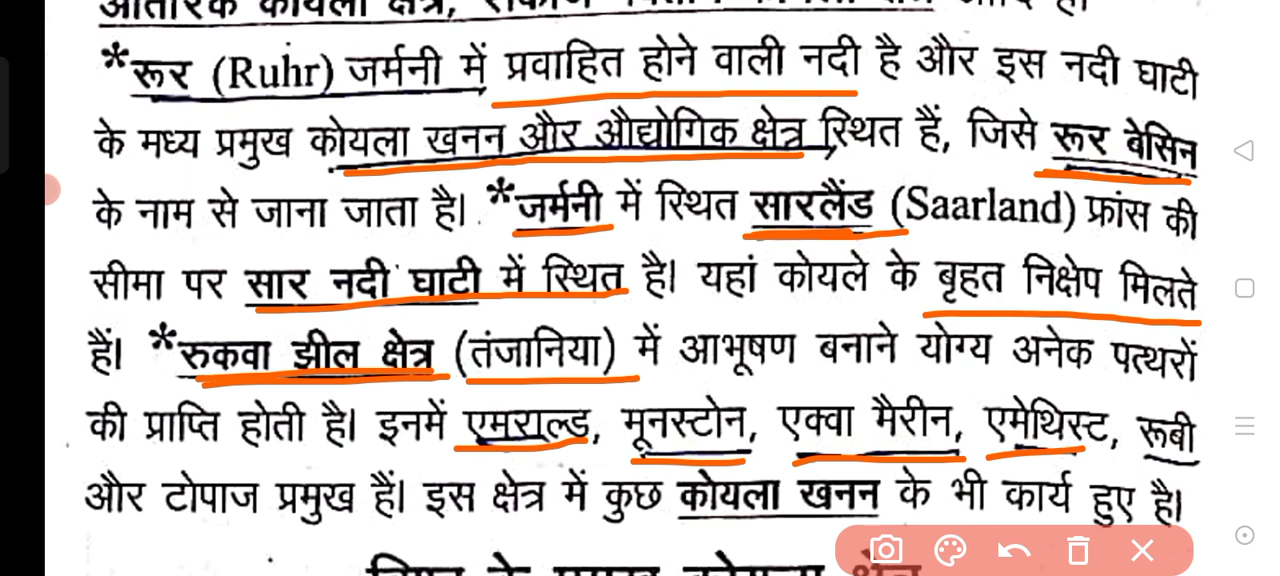 *रूर (Ruhr) जर्मनी में प्रवाहित होने वाली नदी है और इस नदी घाटी
के मध्य प्रमुख कोयला खनन और औद्योगिक क्षेत्र स्थित हैं, जिसे रूर बेसिन
के नाम से जाना जाता है। *जर्मनी में स्थित सारलैंड (Saarland) फ्रांस की
सीमा पर सार नदी घाटी में स्थित है। यहां कोयले के बृहत निक्षेप मिलते
हैं। *रुकवा झील क्षेत्र (तंजानिया) में आभूषण बनाने योग्य अनेक पत्थरों
की प्राप्ति होती है। इनमें एमराल्ड, मूनस्टोन, एक्वा मैरीन, एमेथिस्ट, रूबी
और टोपाज प्रमुख हैं। इस क्षेत्र में कुछ कोयला खनन के भी कार्य हुए है।